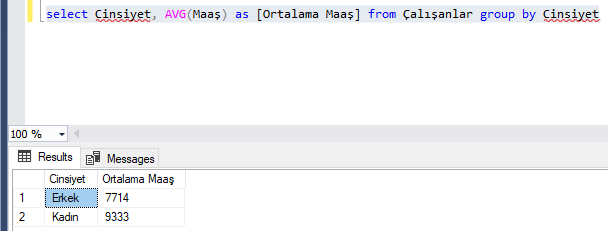 select Cinsiyet, AVG(Maaş) as [Ortalama Maaş] from Çalışanlar group by Cinsiyet
100 %
Results Messages
Cinsiyet Ortalama Maaş
1 Erkek 7714
2 Kadın 9333